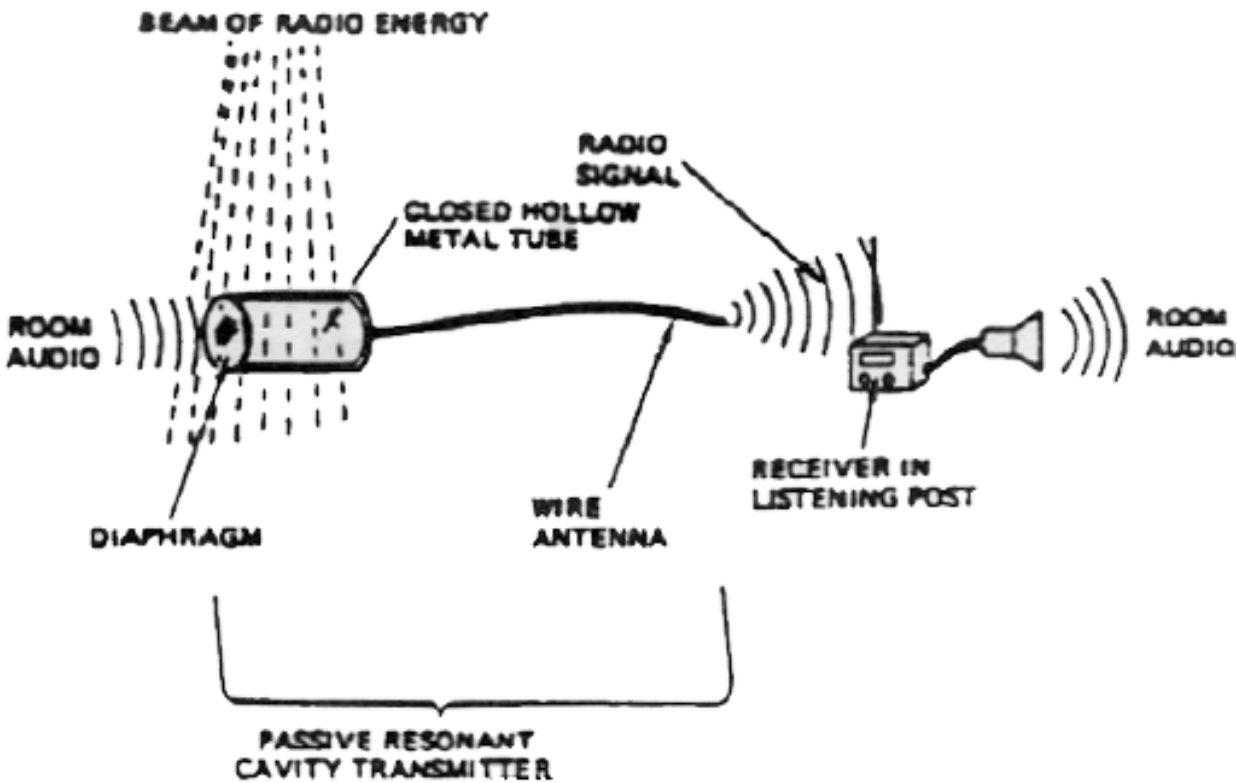 BEAM OF RADIO ENERGY
RADIO
SIGNAL
CLOSED HOLLOW
METAL TUBE
ROOM
AUDIO
ROOM
AUDIO
DIAPHRAGM
WIRE
ANTENNA
RECEIVER IN
LISTENING POST
PASSIVE RESONANT
CAVITY TRANSMITTER